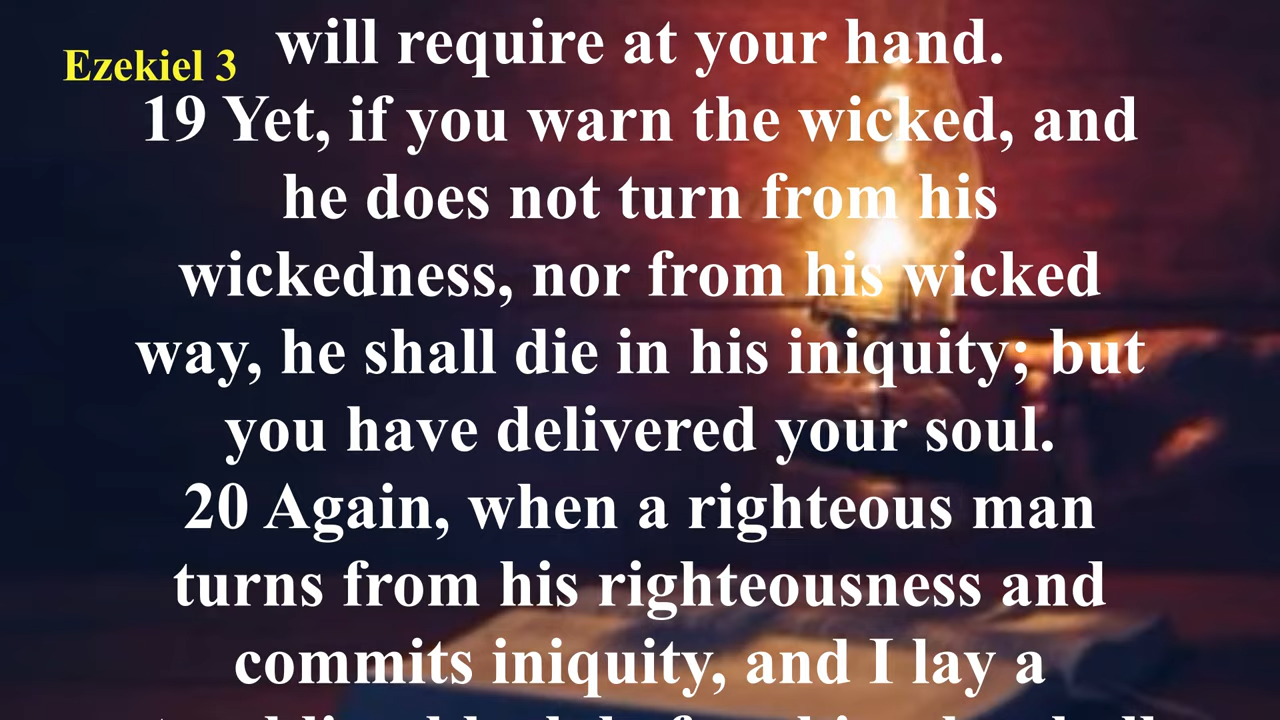 will require at your hand.
Ezekiel 3
19 Yet, if you warn the wicked, and
he does not turn from his
wickedness, nor from his wicked
way, he shall die in his iniquity; but
you have delivered your soul.
20 Again, when a righteous man
turns from his righteousness and
commits iniquity, and I lay a